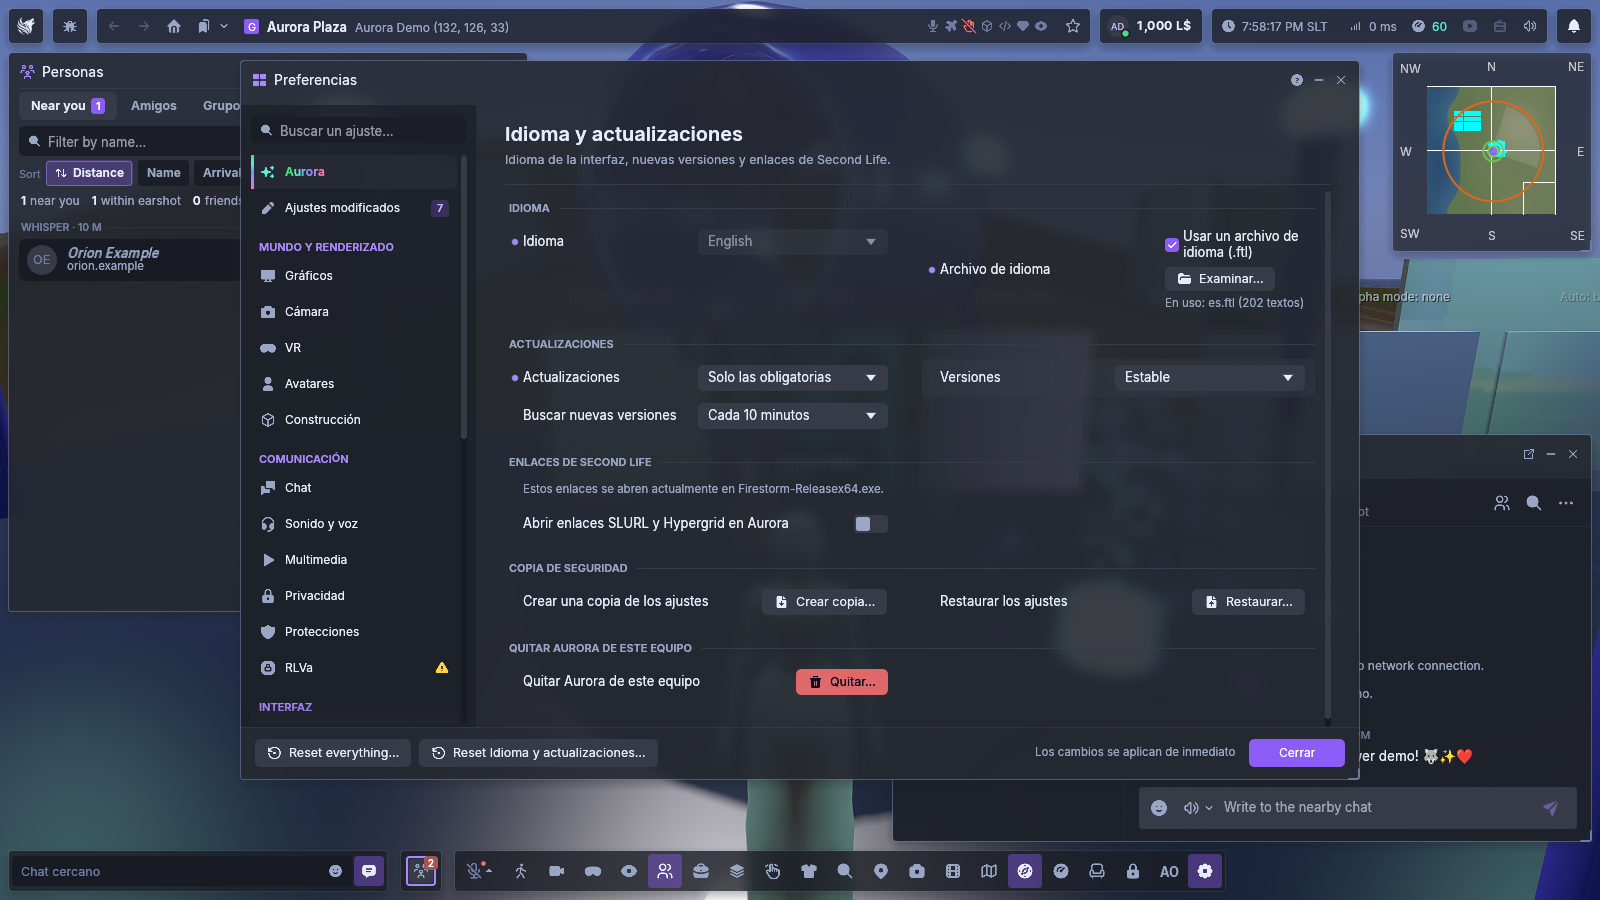 G Aurora Plaza Aurora Demo (132, 126, 33)
AD 1,000 L$
7:58:17 PM SLT 0 ms 60
Personas
Near you 1 Amigos Grupo
Filter by name...
Sort Distance Name Arrival
1 near you 1 within earshot 0 friends
WHISPER · 10 M
OE Orion Example
orion.example
Preferencias
Buscar un ajuste...
Aurora
Ajustes modificados 7
MUNDO Y RENDERIZADO
Gráficos
Cámara
VR
Avatares
Construcción
COMUNICACIÓN
Chat
Sonido y voz
Multimedia
Privacidad
Protecciones
RLVa
INTERFAZ
Idioma y actualizaciones
Idioma de la interfaz, nuevas versiones y enlaces de Second Life.
IDIOMA
Idioma English
Archivo de idioma
Usar un archivo de
idioma (.ftl)
Examinar...
En uso: es.ftl (202 textos)
ACTUALIZACIONES
Actualizaciones Solo las obligatorias
Versiones Estable
Buscar nuevas versiones Cada 10 minutos
ENLACES DE SECOND LIFE
Estos enlaces se abren actualmente en Firestorm-Releasex64.exe.
Abrir enlaces SLURL y Hypergrid en Aurora
COPIA DE SEGURIDAD
Crear una copia de los ajustes Crear copia...
Restaurar los ajustes Restaurar...
QUITAR AURORA DE ESTE EQUIPO
Quitar Aurora de este equipo Quitar...
Reset everything... Reset Idioma y actualizaciones...
Los cambios se aplican de inmediato Cerrar
NW N NE
W E
SW S SE
pha mode: none Auto: b
pt
o network connection.
no.
M
ver demo! 🐺✨❤️
Write to the nearby chat
Chat cercano
2
AO